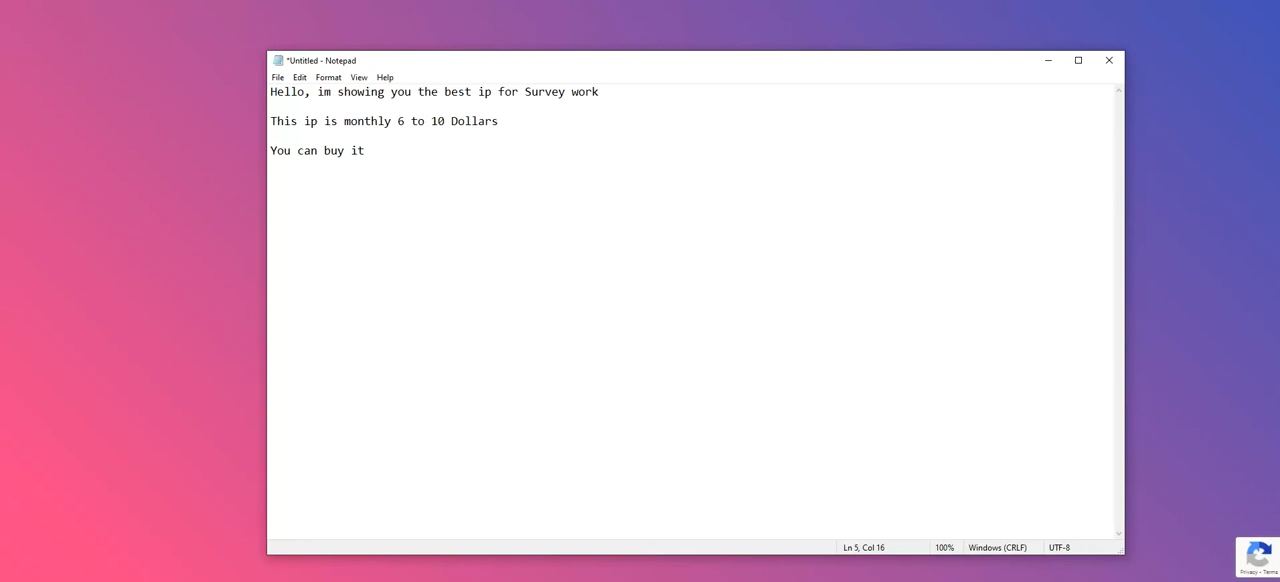 *Untitled - Notepad
File Edit Format View Help
Hello, im showing you the best ip for Survey work
This ip is monthly 6 to 10 Dollars
You can buy it
Ln 5, Col 16 100% Windows (CRLF) UTF-8
Privacy - Terms